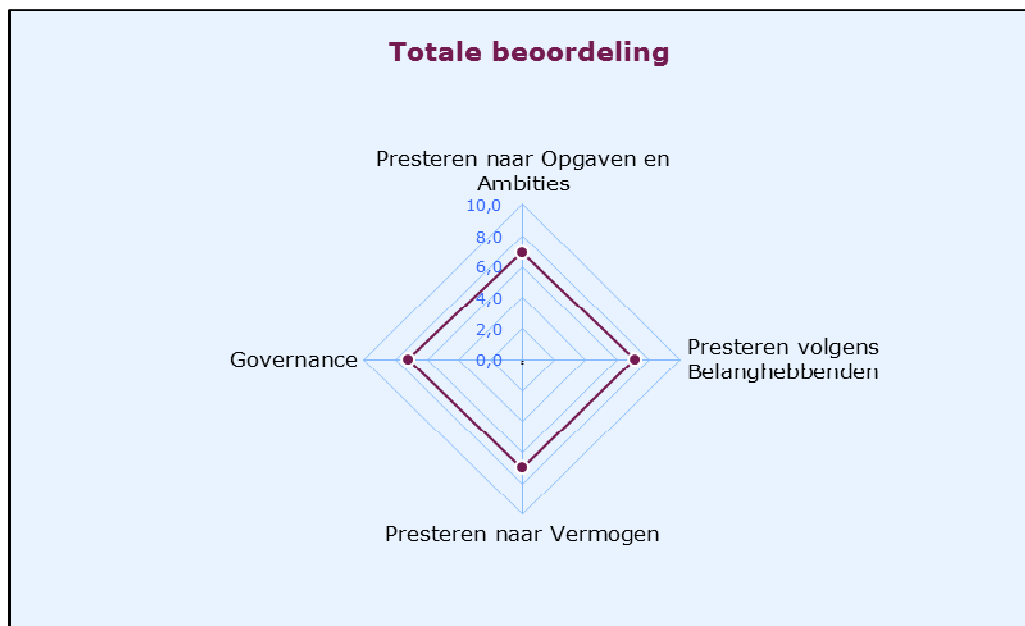 Totale beoordeling
Presteren naar Opgaven en
Ambities
10,0
8,0
6,0
4,0
2,0
0,0
Governance
Presteren volgens
Belanghebbenden
Presteren naar Vermogen